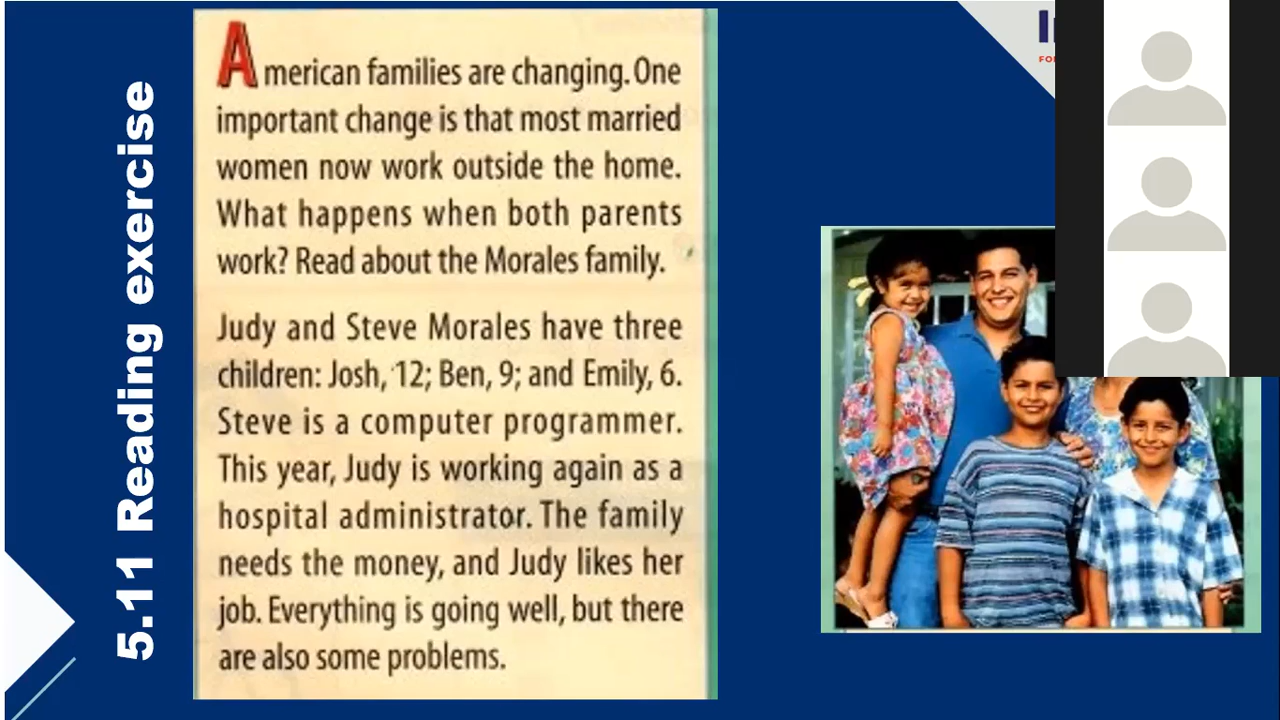 5.11 Reading exercise
American families are changing. One
important change is that most married
women now work outside the home.
What happens when both parents
work? Read about the Morales family.
Judy and Steve Morales have three
children: Josh, 12; Ben, 9; and Emily, 6.
Steve is a computer programmer.
This year, Judy is working again as a
hospital administrator. The family
needs the money, and Judy likes her
job. Everything is going well, but there
are also some problems.